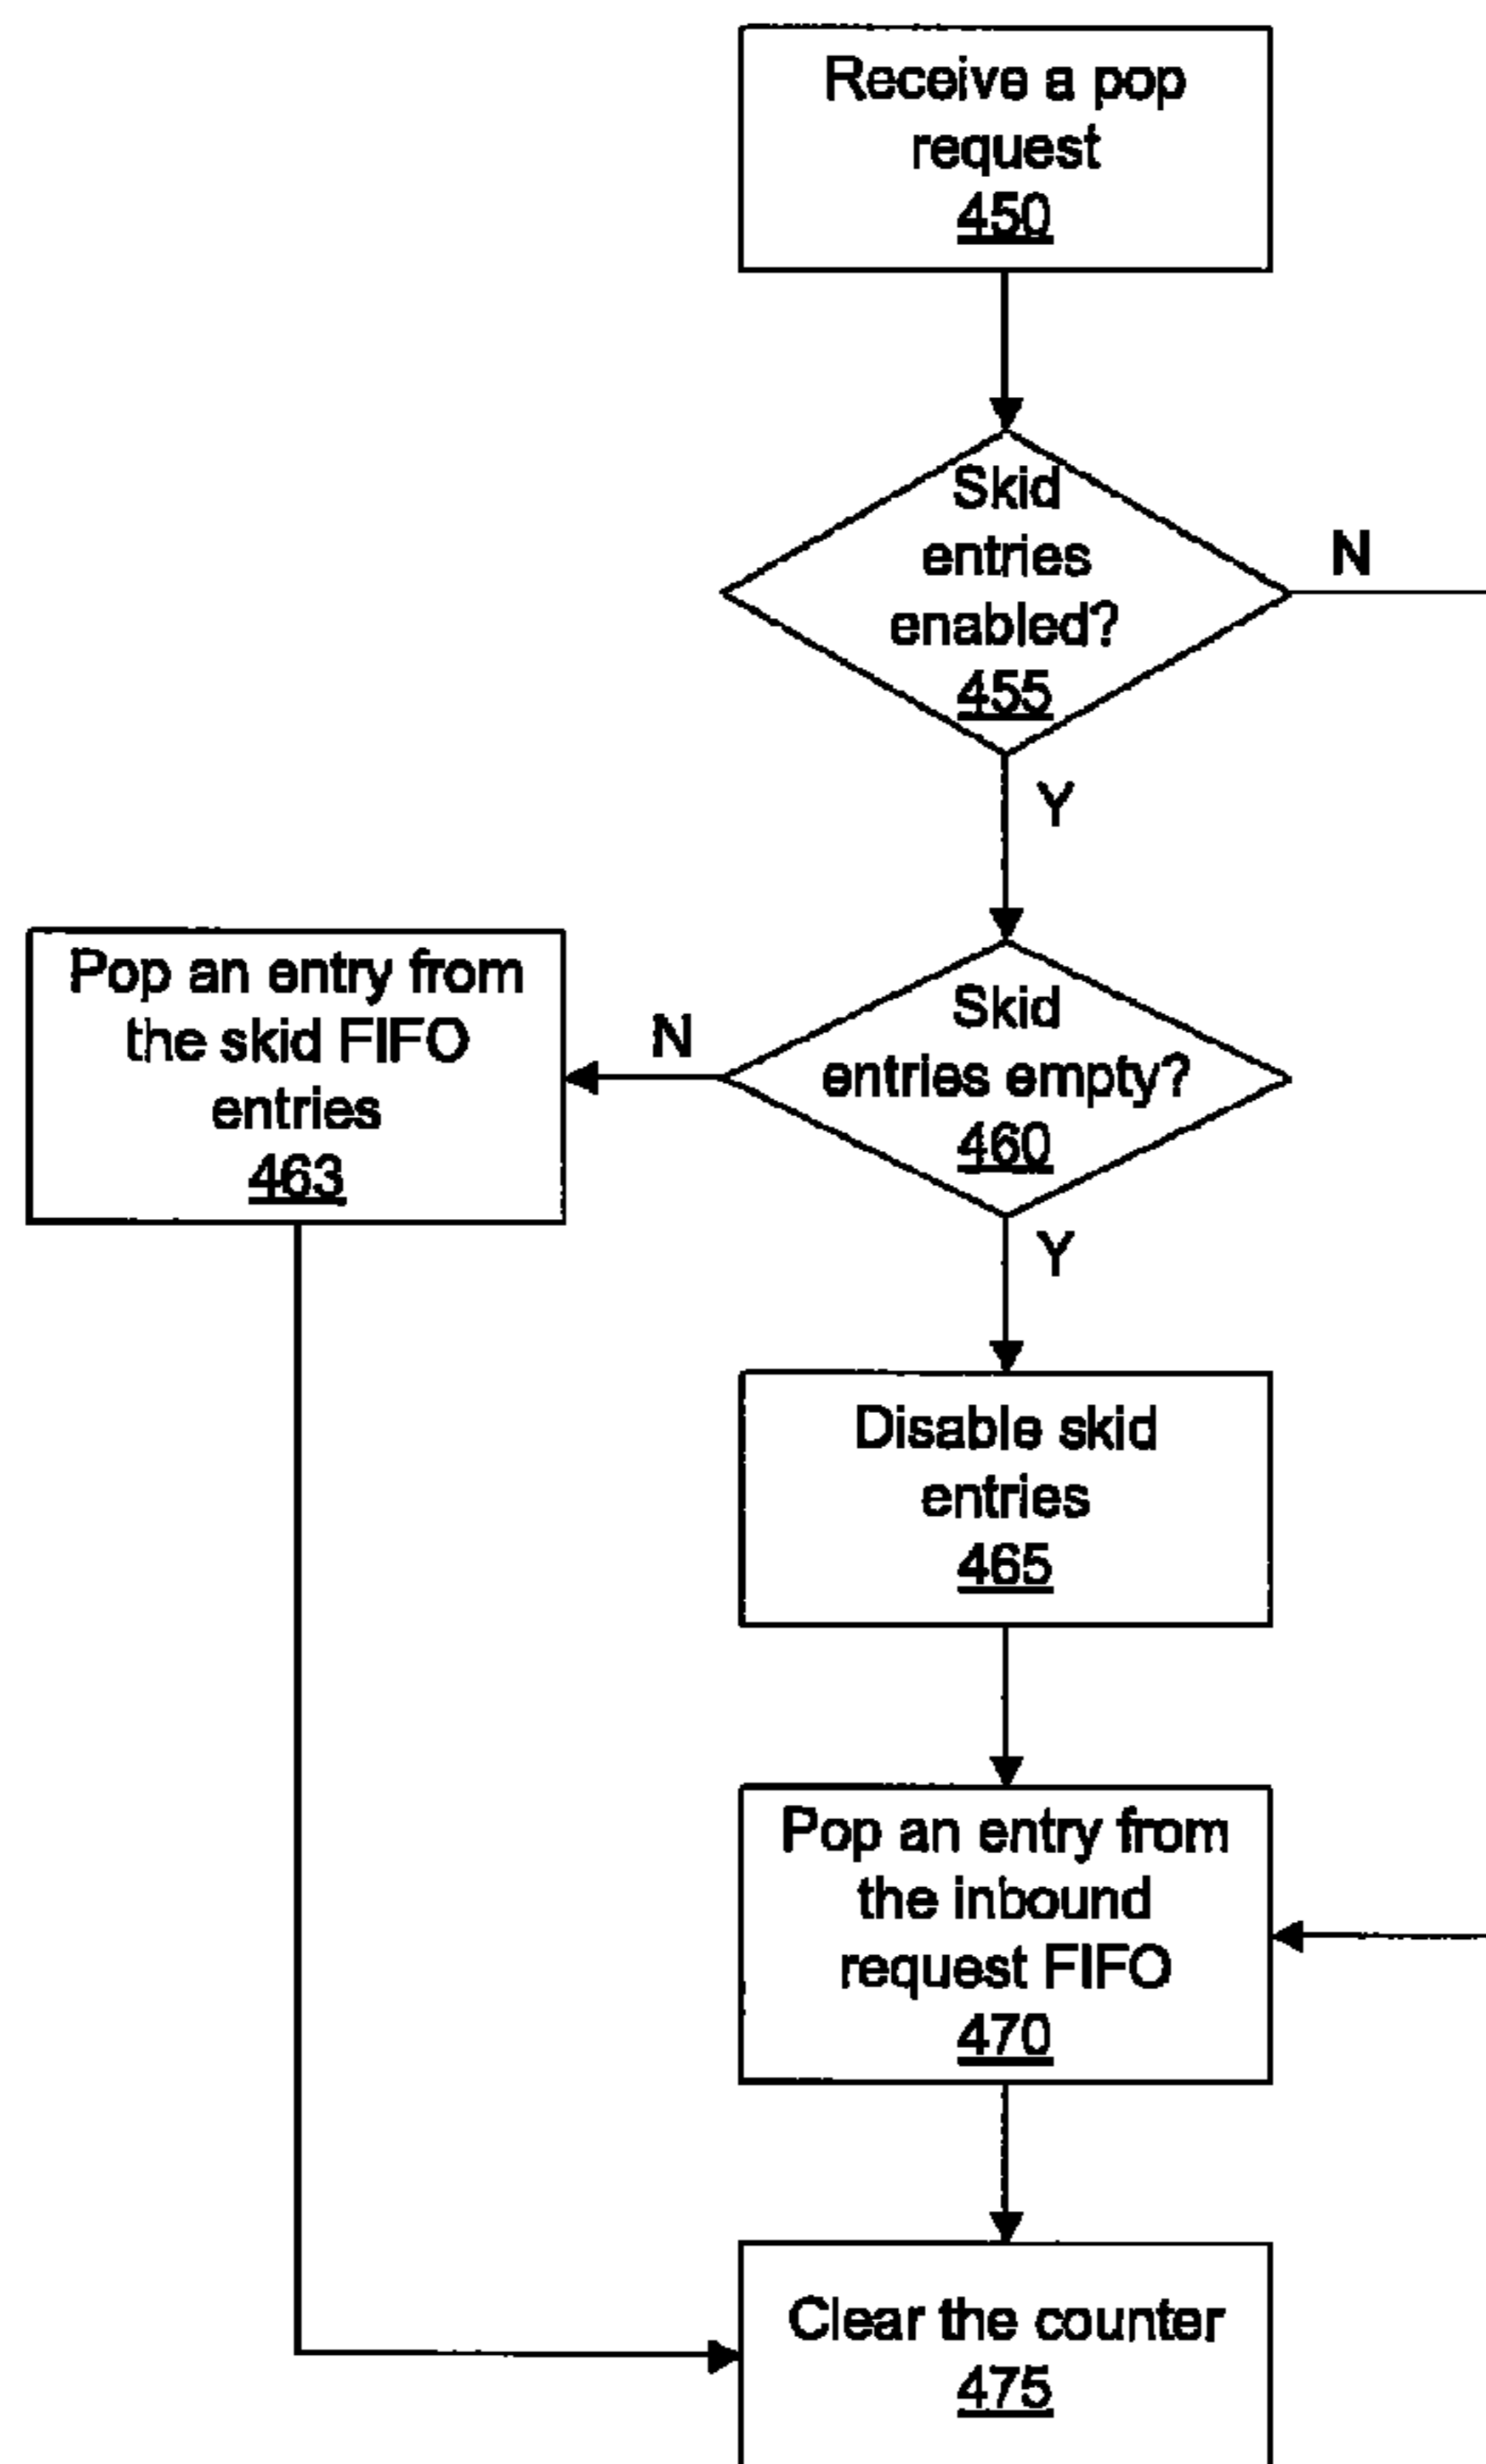 Receive a pop
request
450
Skid
entries
enabled?
455
N
Y
Pop an entry from
the skid FIFO
entries
463
N
Skid
entries empty?
460
Y
Disable skid
entries
465
Pop an entry from
the inbound
request FIFO
470
Clear the counter
475